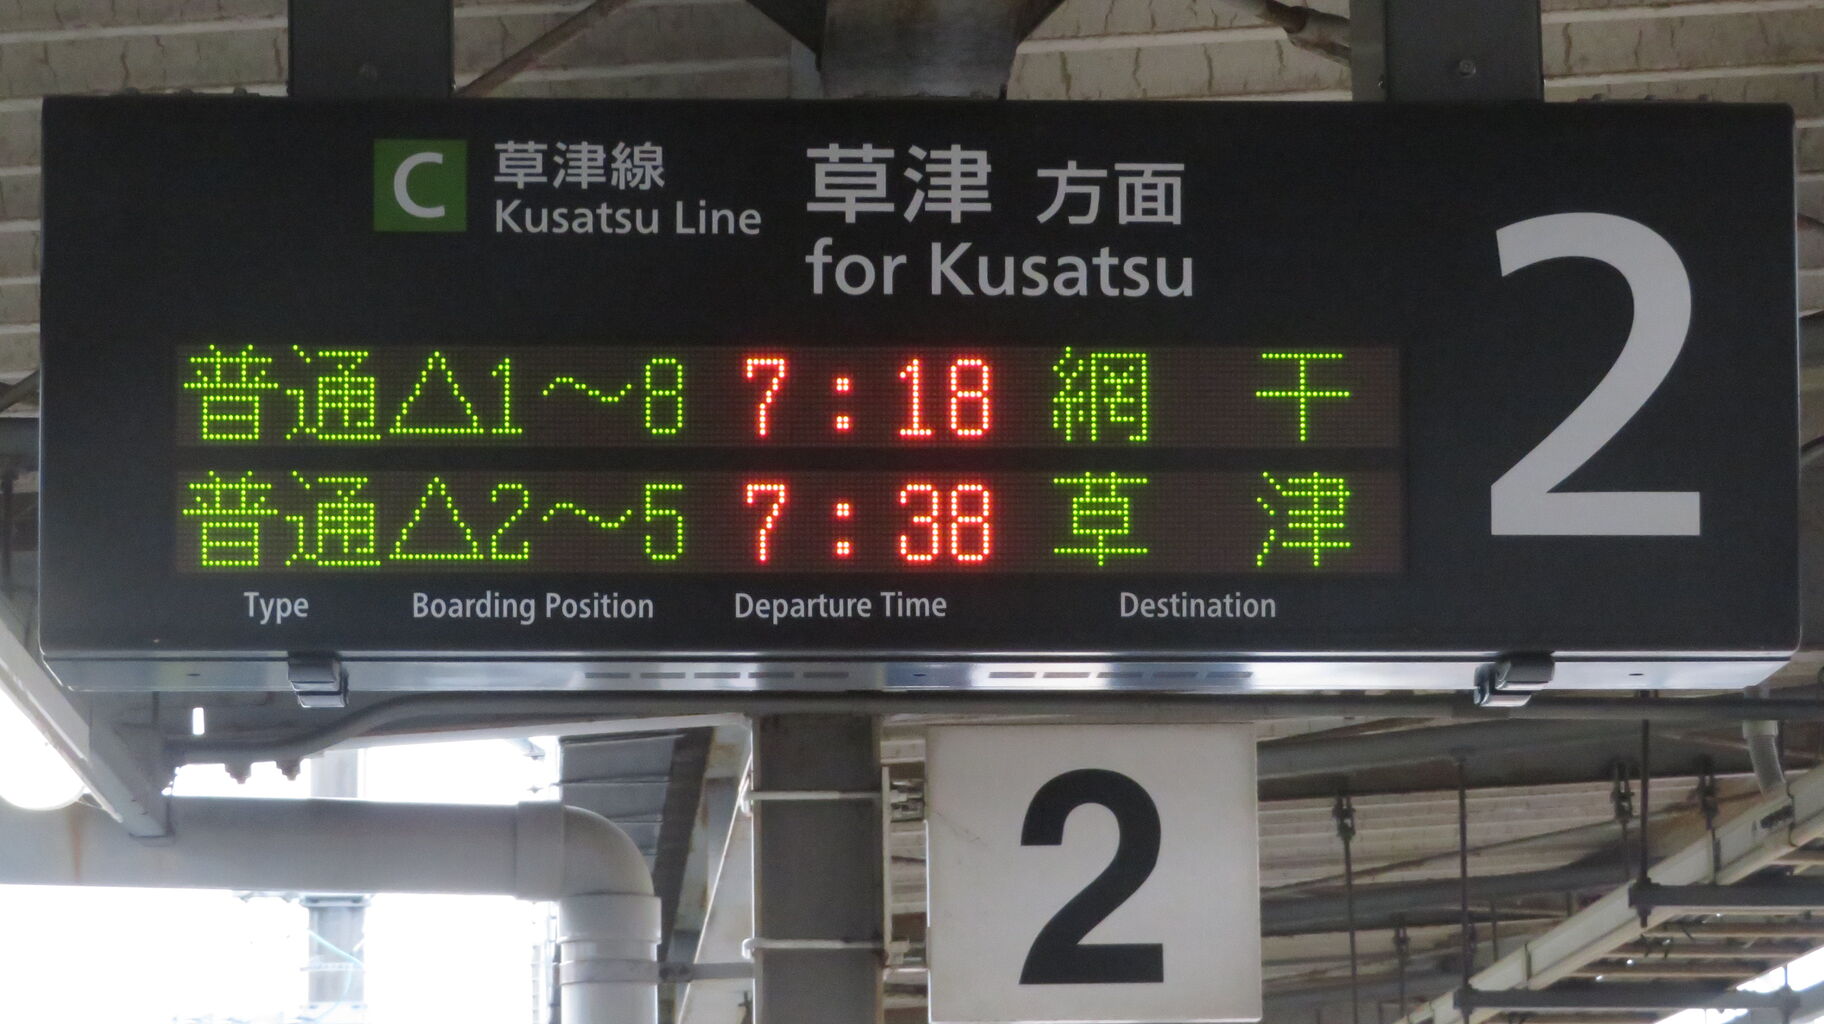 C 草津線 草津 方面
Kusatsu Line for Kusatsu
2
普通 △1～8 7:18 網干
普通 △2～5 7:38 草津
Type Boarding Position Departure Time Destination
2